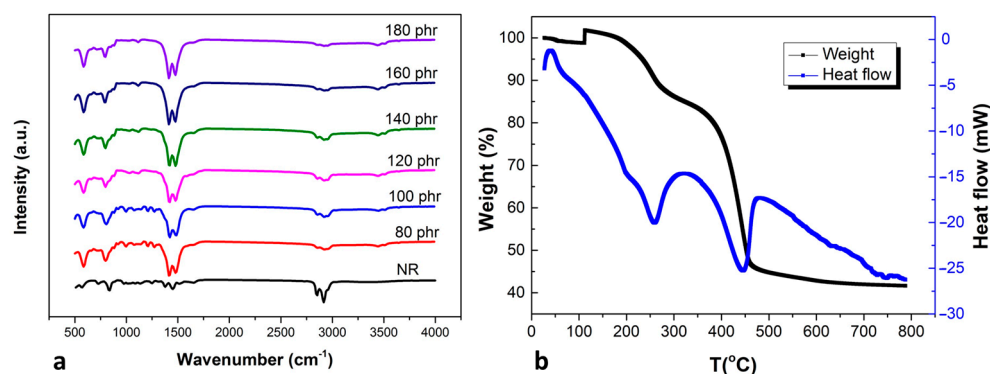 180 phr
160 phr
140 phr
120 phr
100 phr
80 phr
NR
Intensity (a.u.)
500 1000 1500 2000 2500 3000 3500 4000
Wavenumber (cm⁻¹)
a
100
90
80
70
60
50
40
Weight (%)
Weight
Heat flow
0
−5
−10
−15
−20
−25
−30
Heat flow (mW)
0 100 200 300 400 500 600 700 800
T(°C)
b